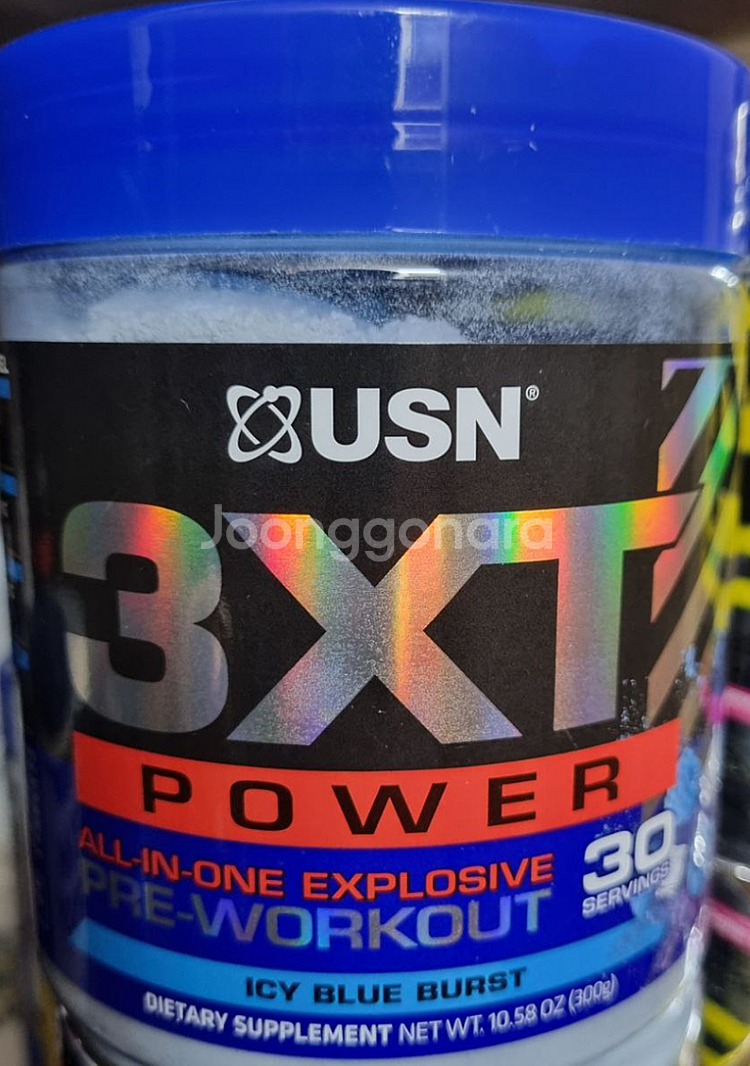 USN®
3XT
Joonggonara
POWER
ALL-IN-ONE EXPLOSIVE
PRE-WORKOUT
30
SERVINGS
ICY BLUE BURST
DIETARY SUPPLEMENT NET WT. 10.58 OZ (300g)